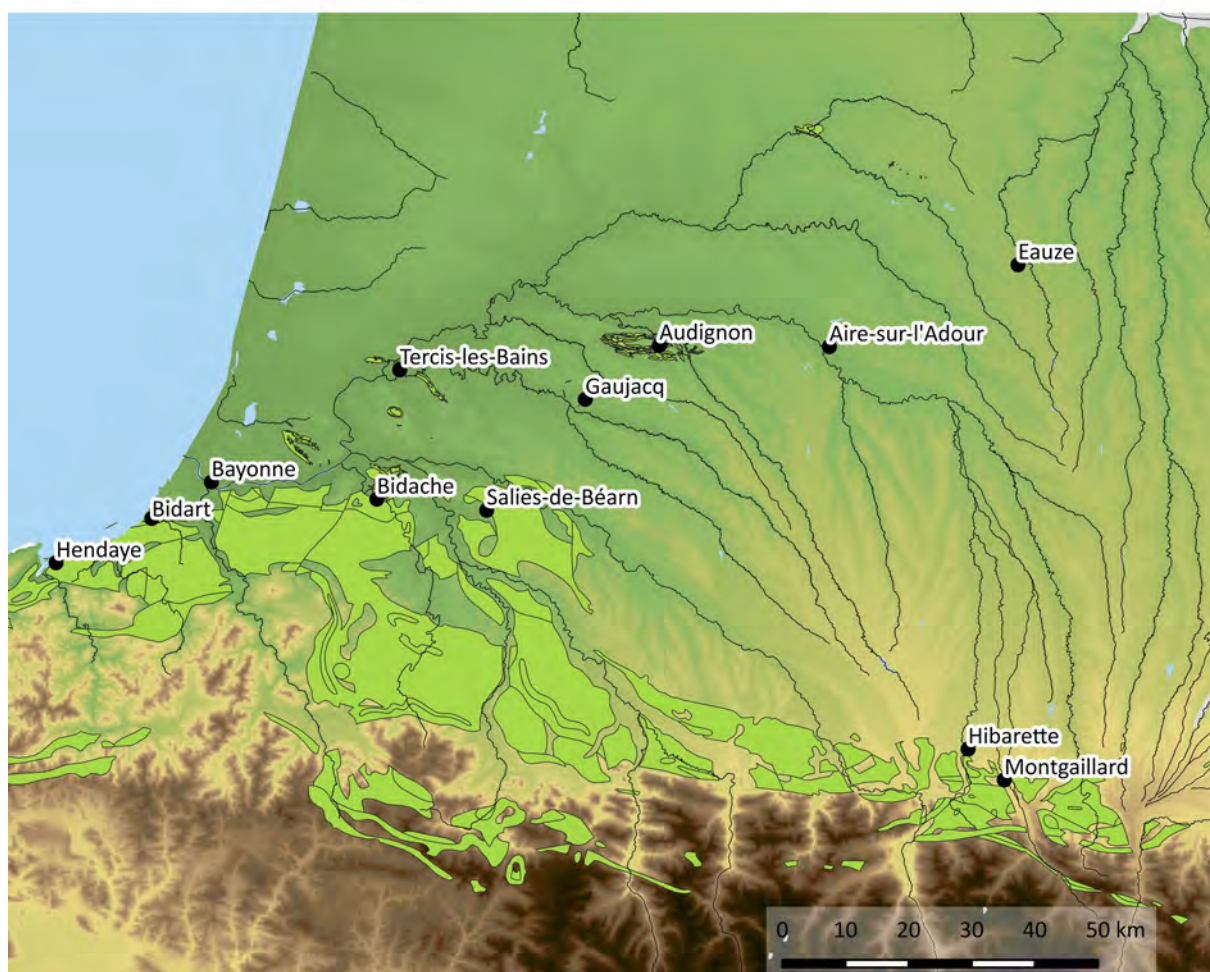 Eauze
Audignon
Aire-sur-l'Adour
Tercis-les-Bains
Gaujacq
Bayonne
Bidache
Salies-de-Béarn
Bidart
Hendaye
Hibarette
Montgaillard
0 10 20 30 40 50 km